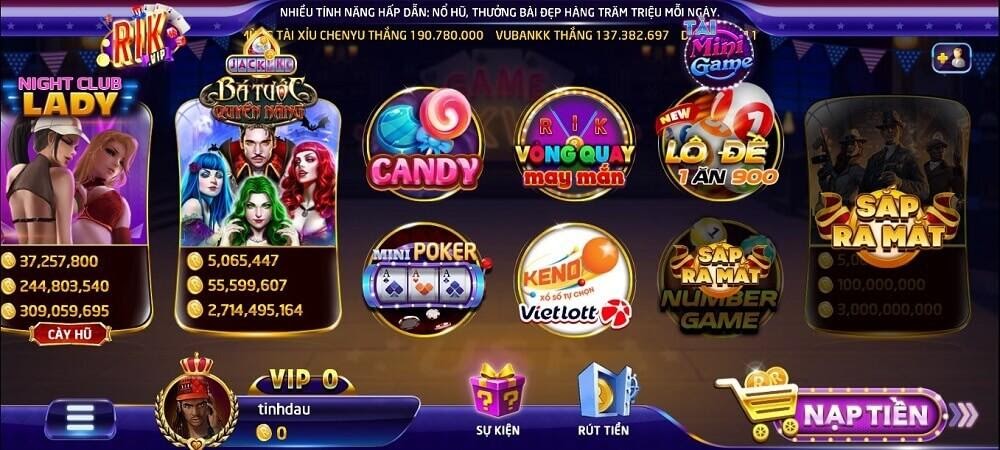 NHIỀU TÍNH NĂNG HẤP DẪN: NỔ HŨ, THƯỞNG BÀI ĐẸP HÀNG TRĂM TRIỆU MỖI NGÀY.
TÀI XỈU CHENYU THẮNG 190.780.000 VUBANKK THẮNG 137.382.697
RIK
VIP
TÀI
Mini
Game
NIGHT CLUB
LADY
37,257,800
244,803,540
309,059,695
CÀY HŨ
JACKPOT
BÁ TƯỚC
QUYỀN NĂNG
5,065,447
55,599,607
2,714,495,164
CANDY
RIK
VÒNG QUAY
may mắn
NEW
LÔ ĐỀ
1 ĂN 900
MINI POKER
KENO
XỔ SỐ TỰ CHỌN
Vietlott
SẮP
RA MẮT
NUMBER
GAME
SẮP
RA MẮT
100,000,000
3,000,000,000
VIP 0
tinhdau
0
SỰ KIỆN
RÚT TIỀN
NẠP TIỀN